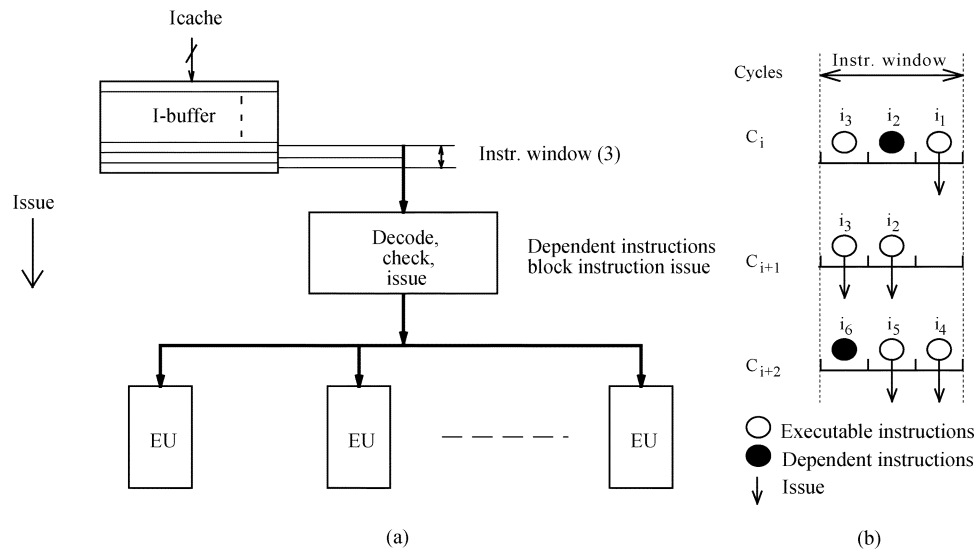 Icache
I-buffer
Instr. window (3)
Issue
Decode,
check,
issue
Dependent instructions
block instruction issue
EU
EU
EU
(a)
Cycles
Instr. window
Ci
i3 i2 i1
Ci+1
i3 i2
Ci+2
i6 i5 i4
Executable instructions
Dependent instructions
Issue
(b)